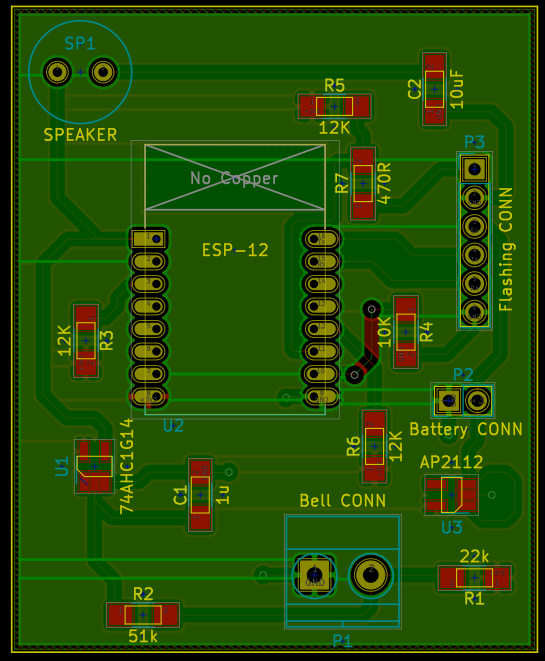 SP1
SPEAKER
C2
10uF
R5
12K
P3
Flashing CONN
R7
470R
No Copper
ESP-12
12K
R3
10K
R4
P2
Battery CONN
U2
74AHC1G14
U1
R6
12K
AP2112
U3
C1
1u
Bell CONN
22k
R1
R2
51k
GND
P1